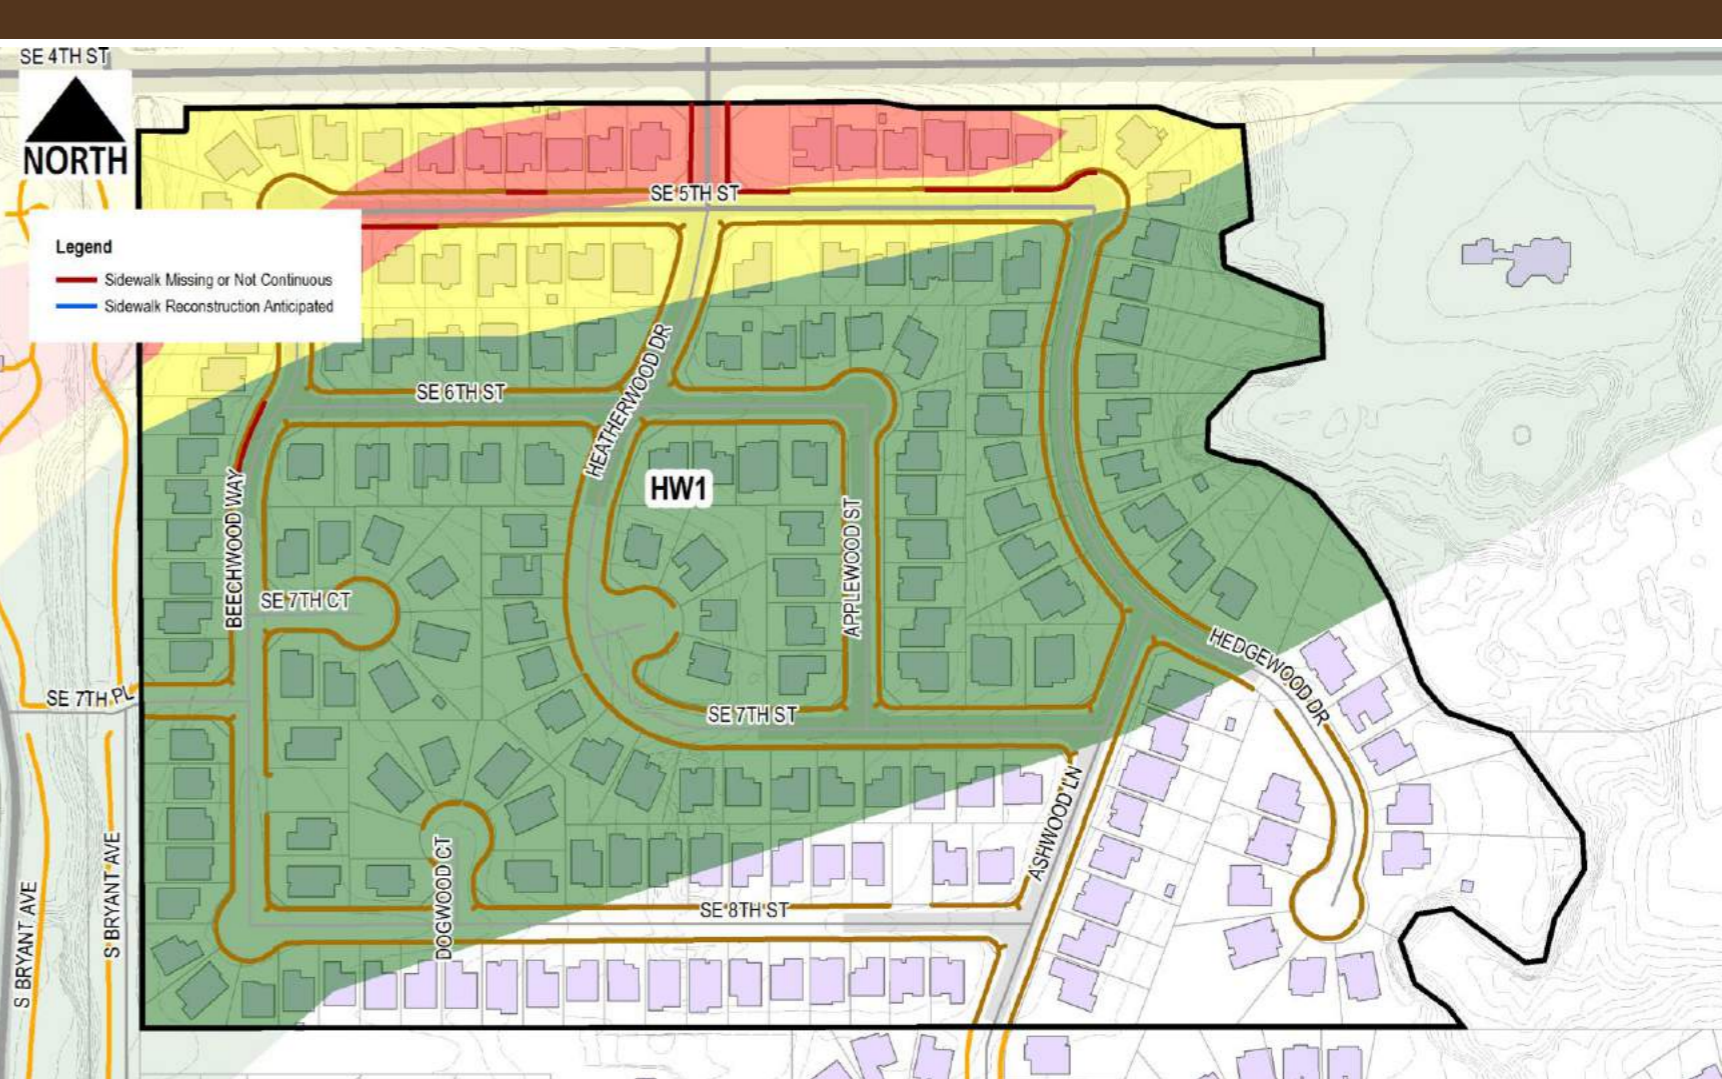 SE 4TH ST
NORTH
SE 5TH ST
Legend
Sidewalk Missing or Not Continuous
Sidewalk Reconstruction Anticipated
SE 6TH ST
HEATHERWOOD DR
HW1
BEECHWOOD WAY
APPLEWOOD ST
SE 7TH CT
HEDGEWOOD DR
SE 7TH PL
SE 7TH ST
ASHWOOD LN
DOGWOOD CT
S BRYANT AVE
S BRYANT AVE
SE 8TH ST